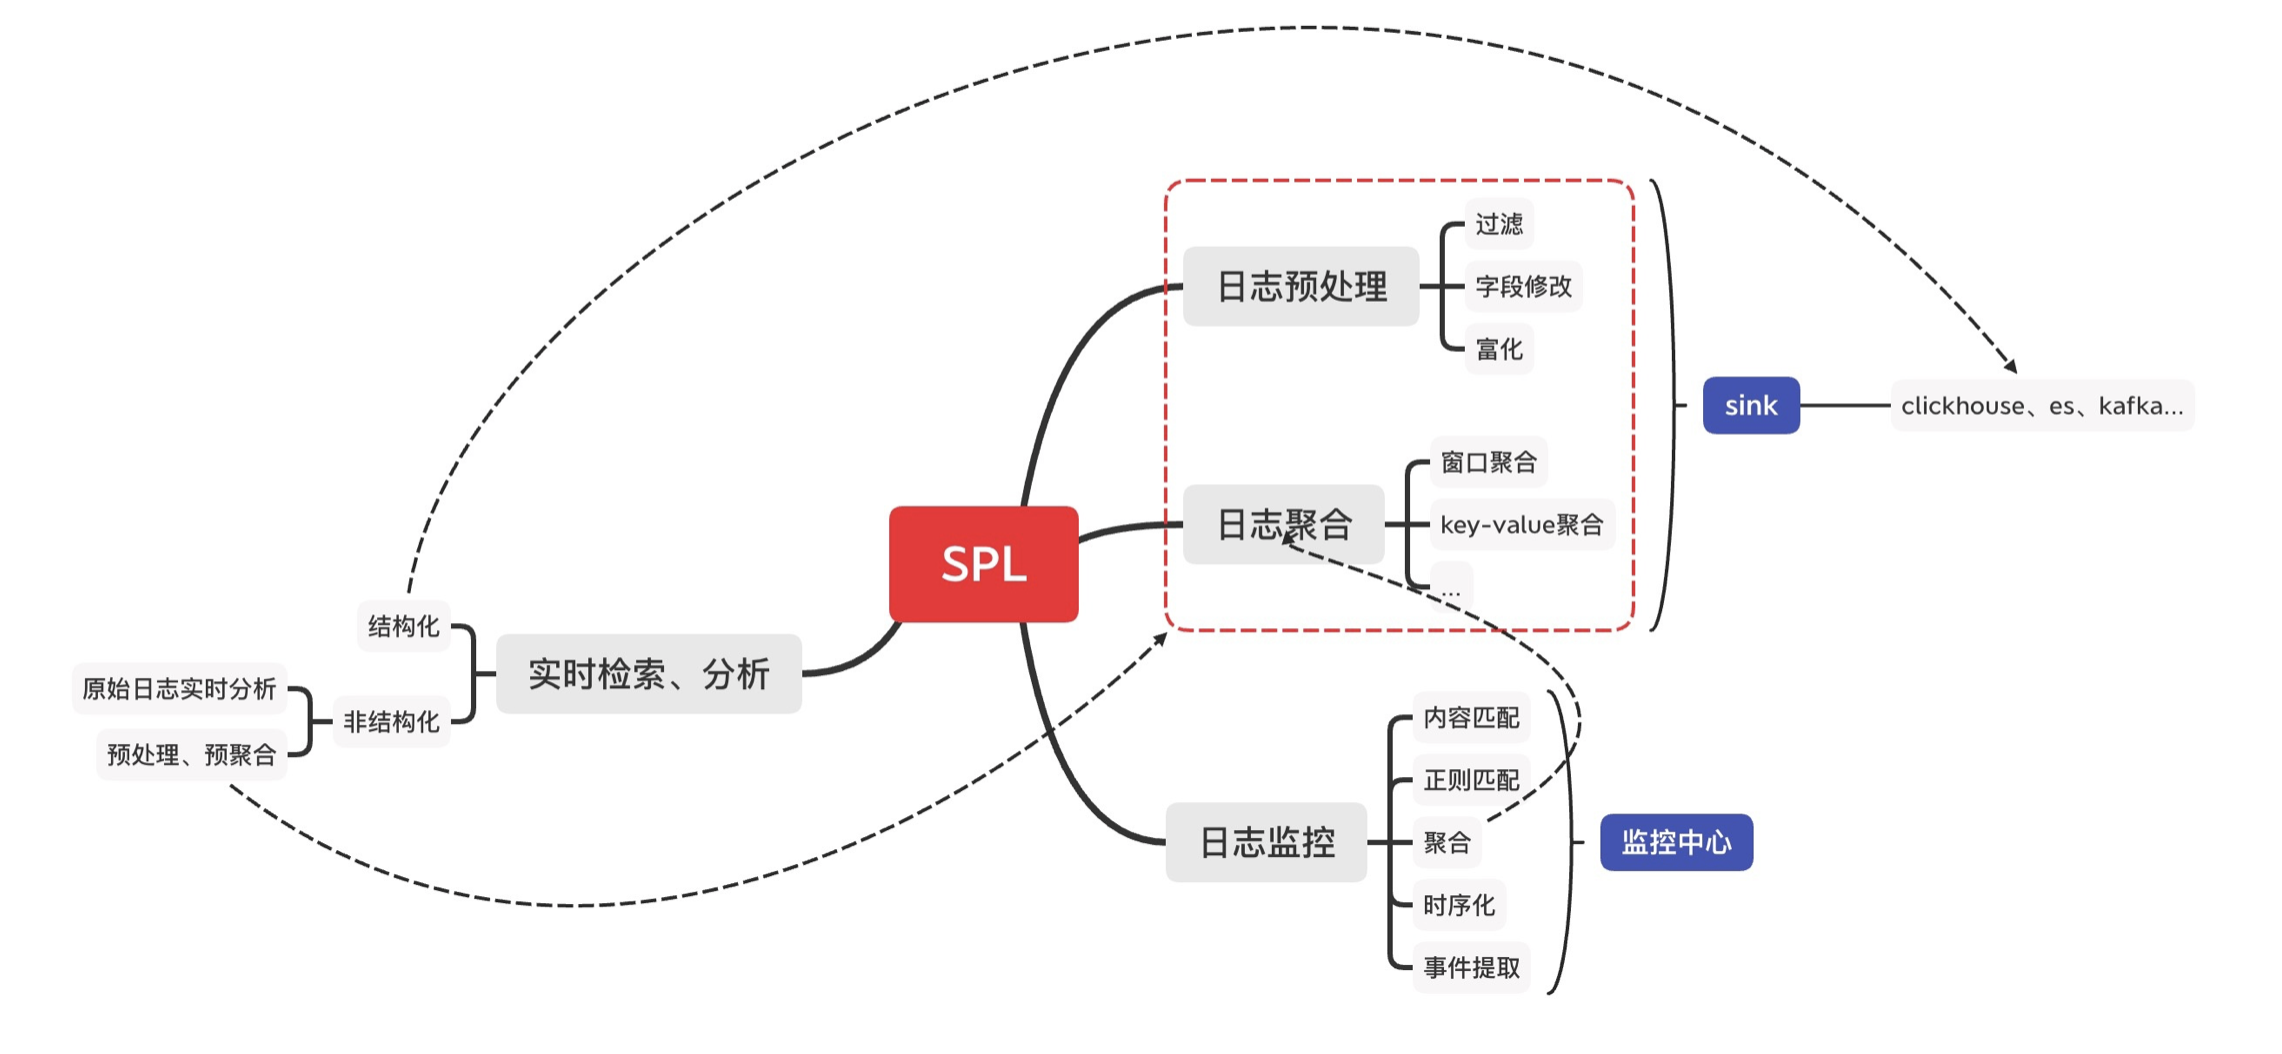 SPL
日志预处理
过滤
字段修改
富化
日志聚合
窗口聚合
key-value聚合
...
sink
clickhouse、es、kafka...
日志监控
内容匹配
正则匹配
聚合
时序化
事件提取
监控中心
实时检索、分析
结构化
非结构化
原始日志实时分析
预处理、预聚合